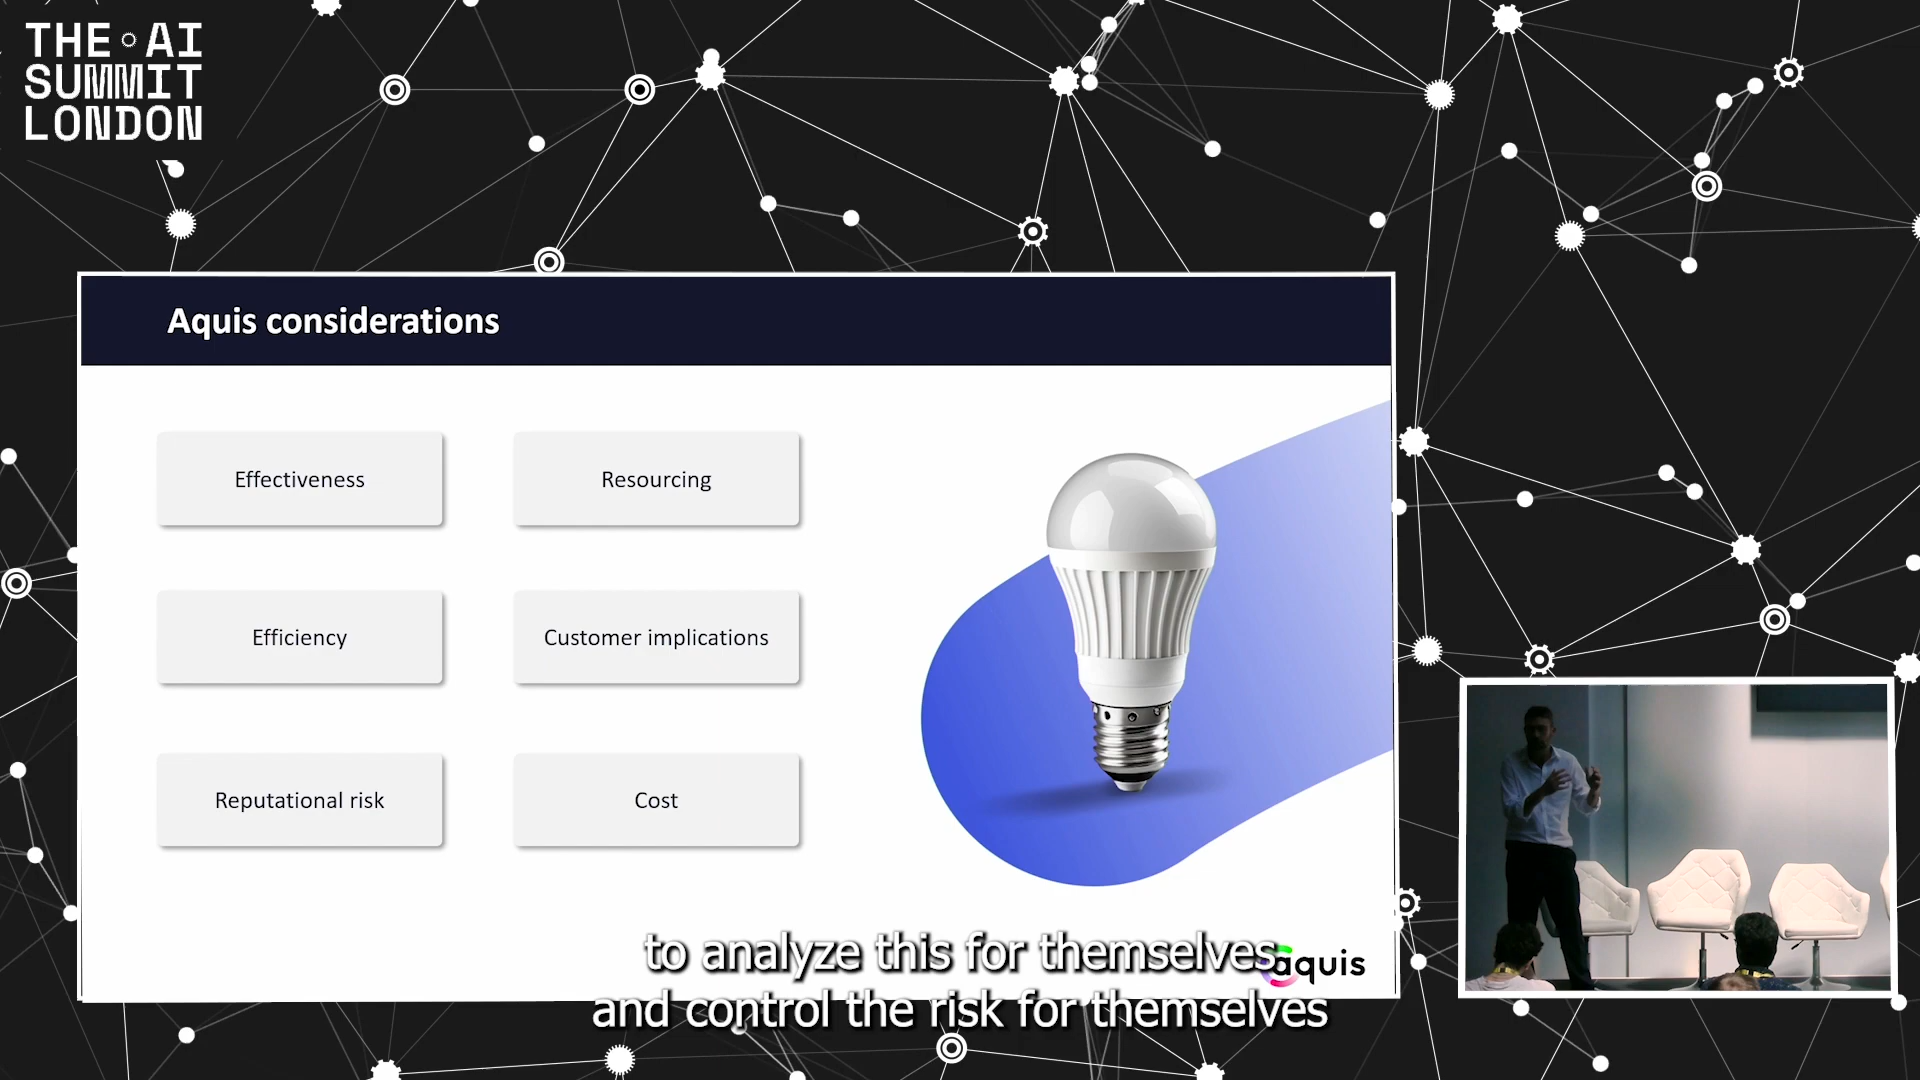 THE AI
SUMMIT
LONDON
Aquis considerations
Effectiveness
Resourcing
Efficiency
Customer implications
Reputational risk
Cost
aquis
to analyze this for themselves
and control the risk for themselves